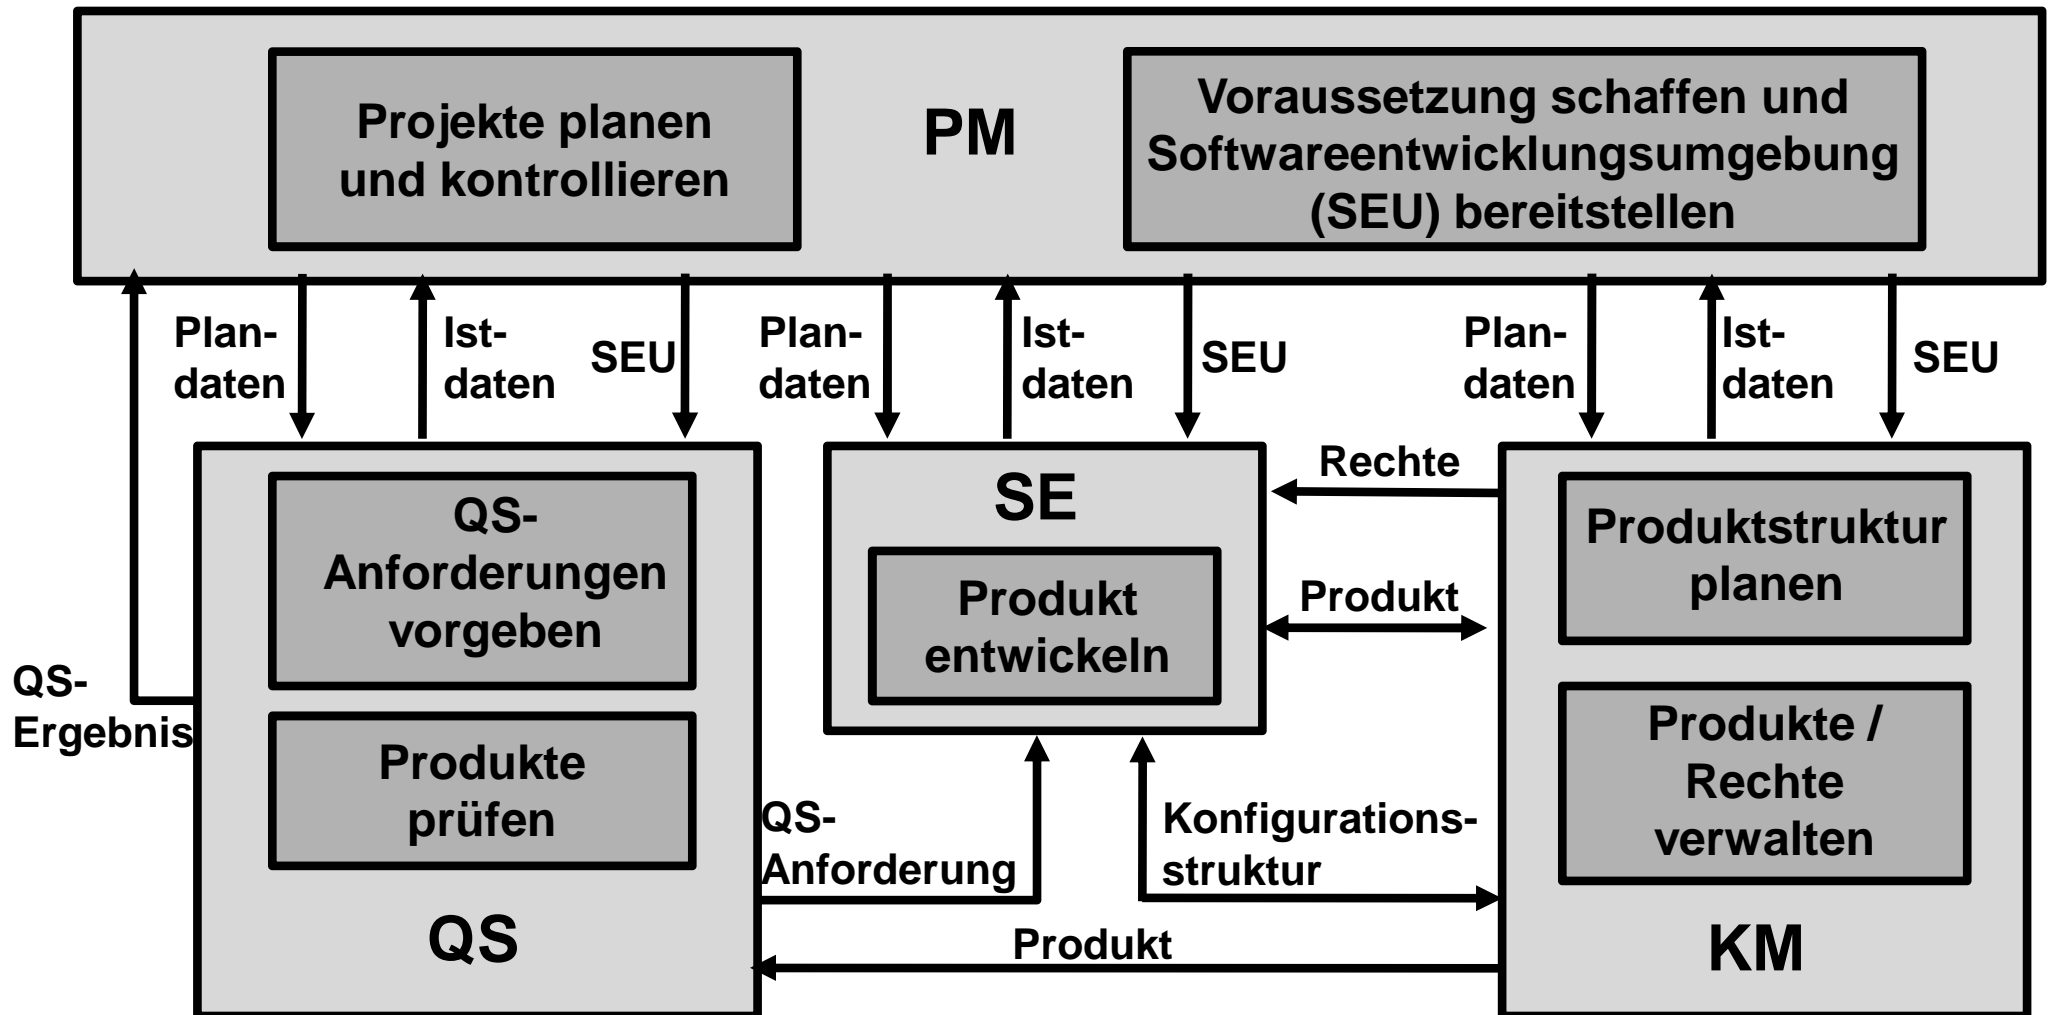 Projekte planen
und kontrollieren
PM
Voraussetzung schaffen und
Softwareentwicklungsumgebung
(SEU) bereitstellen
Plan-
daten
Ist-
daten
SEU
Plan-
daten
Ist-
daten
SEU
Plan-
daten
Ist-
daten
SEU
QS-
Anforderungen
vorgeben
SE
Rechte
Produktstruktur
planen
Produkt
entwickeln
Produkt
QS-
Ergebnis
Produkte
prüfen
Produkte /
Rechte
verwalten
QS-
Anforderung
Konfigurations-
struktur
QS
Produkt
KM